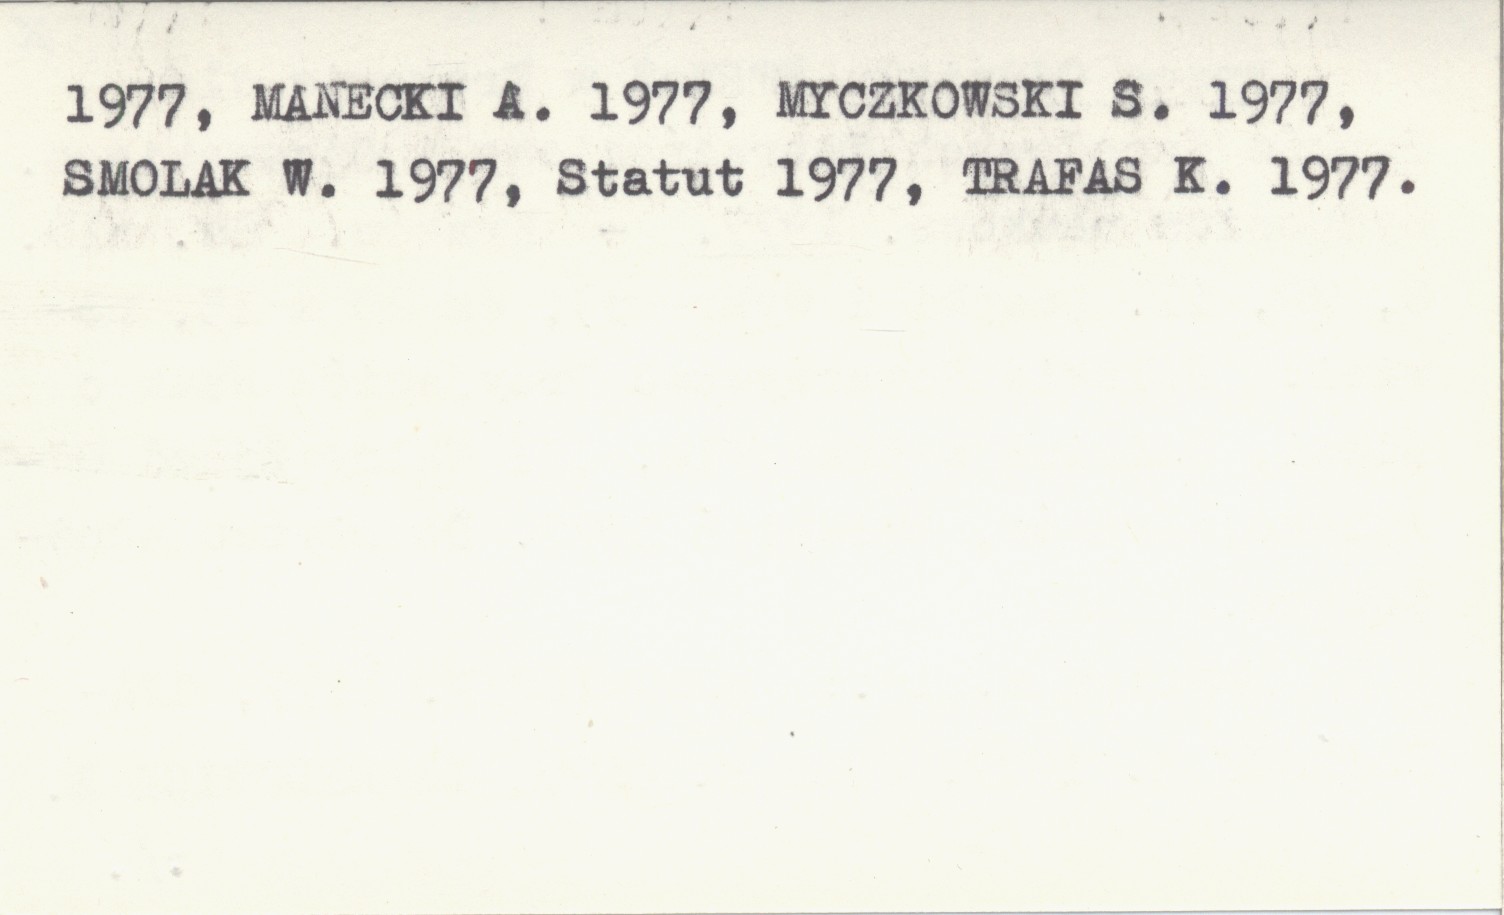 1977, MANECKI A. 1977, MYCZKOWSKI S. 1977,
SMOLAK W. 1977, Statut 1977, TRAFAS K. 1977.